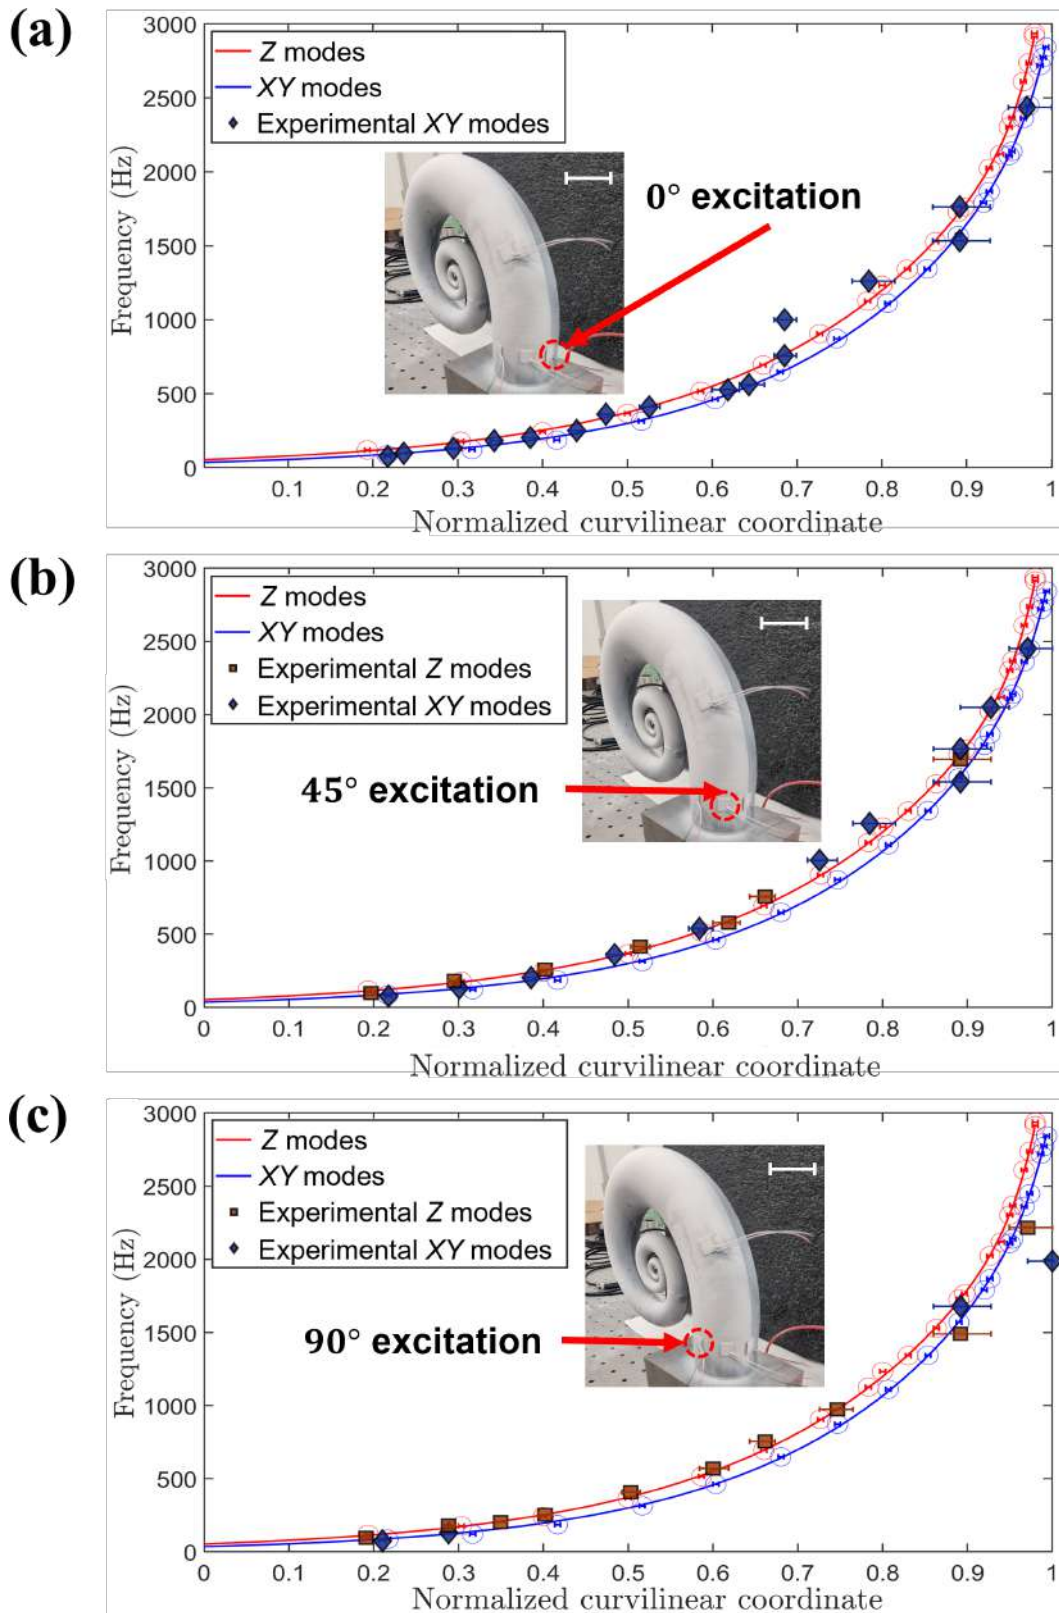 (a)
3000
2500
2000
1500
1000
500
0
Frequency (Hz)
Z modes
XY modes
Experimental XY modes
0° excitation
0.1 0.2 0.3 0.4 0.5 0.6 0.7 0.8 0.9 1
Normalized curvilinear coordinate
(b)
3000
2500
2000
1500
1000
500
0
Frequency (Hz)
Z modes
XY modes
Experimental Z modes
Experimental XY modes
45° excitation
0 0.1 0.2 0.3 0.4 0.5 0.6 0.7 0.8 0.9 1
Normalized curvilinear coordinate
(c)
3000
2500
2000
1500
1000
500
0
Frequency (Hz)
Z modes
XY modes
Experimental Z modes
Experimental XY modes
90° excitation
0 0.1 0.2 0.3 0.4 0.5 0.6 0.7 0.8 0.9 1
Normalized curvilinear coordinate